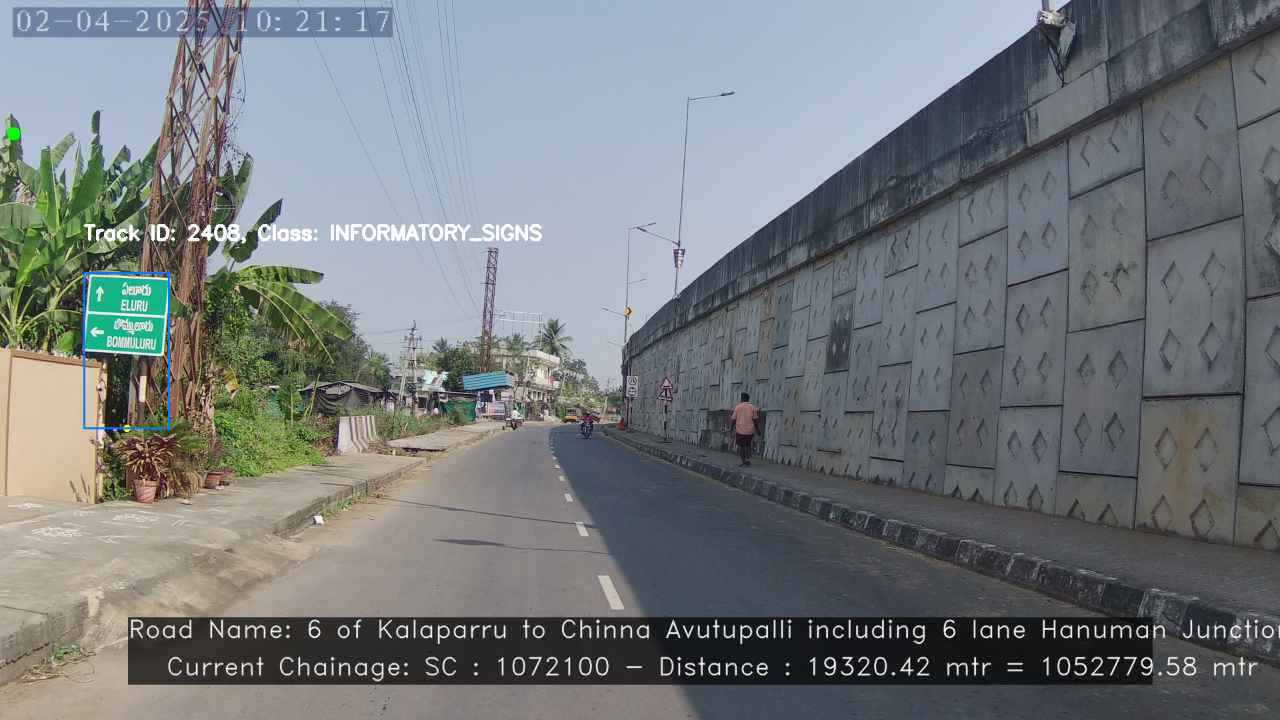 02-04-2025 10:21:17
Track ID: 2408, Class: INFORMATORY_SIGNS
ఏలూరు
ELURU
బొమ్ములూరు
BOMMULURU
Road Name: 6 of Kalaparru to Chinna Avutupalli including 6 lane Hanuman Junctio
Current Chainage: SC : 1072100 - Distance : 19320.42 mtr = 1052779.58 mtr